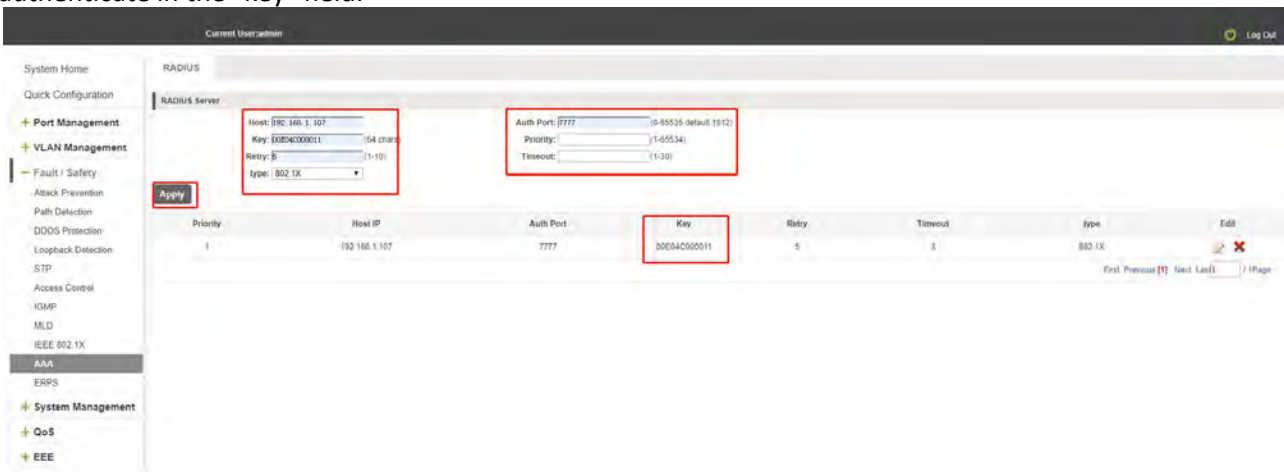 authenticate in the "key" field.
Current User:admin
Log Out
System Home
RADIUS
Quick Configuration
RADIUS Server
+ Port Management
Host: 192.168.1.107
Auth Port: 7777 (0-65535 default 1812)
Key: 00E04C000011 (64 chars)
Priority: (1-65534)
+ VLAN Management
Retry: (1-10)
Timeout: (1-30)
- Fault / Safety
type: 802.1X
Attack Prevention
Apply
Path Detection
DDOS Protection
Priority Host IP Auth Port Key Retry Timeout type Edit
Loopback Detection
1 192.168.1.107 7777 00E04C000011 5 3 802.1X
STP
First Previous [1] Next Last / 1Page
Access Control
IGMP
MLD
IEEE 802.1X
AAA
ERPS
+ System Management
+ QoS
+ EEE